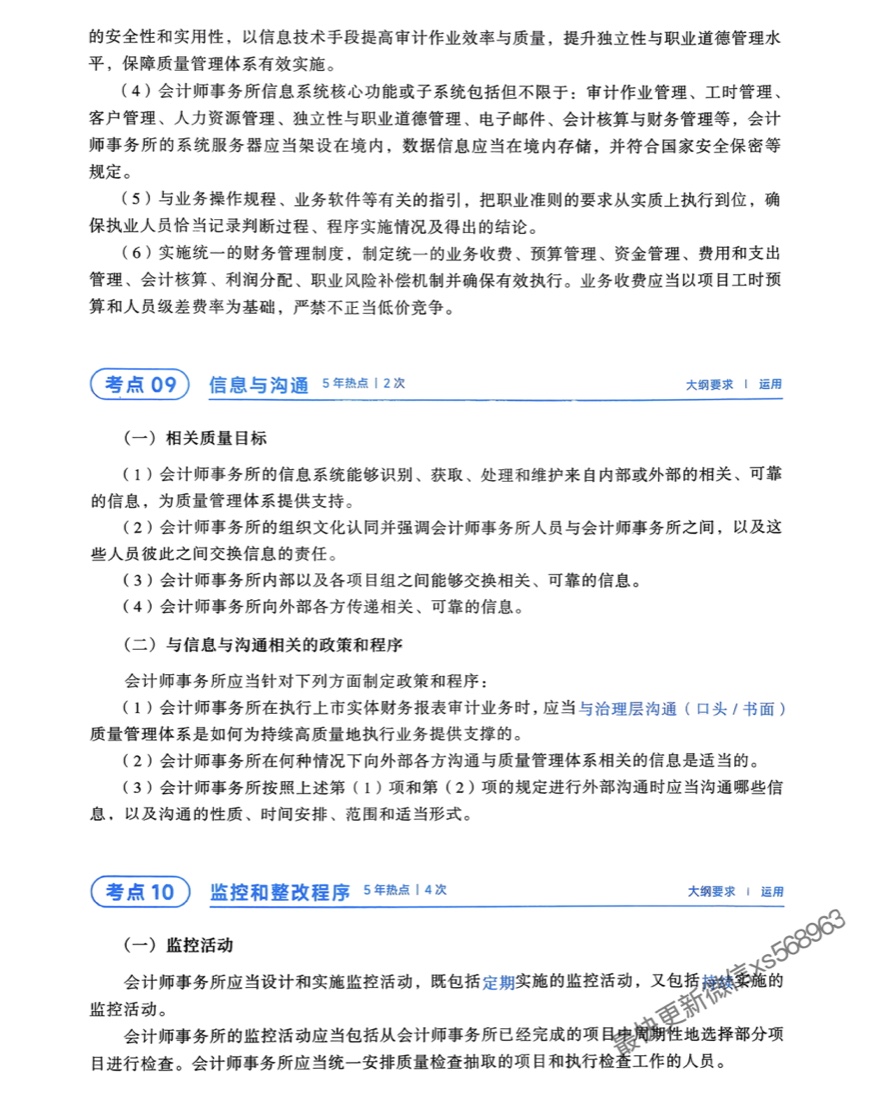 的安全性和实用性，以信息技术手段提高审计作业效率与质量，提升独立性与职业道德管理水
平，保障质量管理体系有效实施。
（4）会计师事务所信息系统核心功能或子系统包括但不限于：审计作业管理、工时管理、
客户管理、人力资源管理、独立性与职业道德管理、电子邮件、会计核算与财务管理等，会计
师事务所的系统服务器应当架设在境内，数据信息应当在境内存储，并符合国家安全保密等
规定。
（5）与业务操作规程、业务软件等有关的指引，把职业准则的要求从实质上执行到位，确
保执业人员恰当记录判断过程、程序实施情况及得出的结论。
（6）实施统一的财务管理制度，制定统一的业务收费、预算管理、资金管理、费用和支出
管理、会计核算、利润分配、职业风险补偿机制并确保有效执行。业务收费应当以项目工时预
算和人员级差费率为基础，严禁不正当低价竞争。
考点 09 信息与沟通 5 年热点 | 2 次 大纲要求 | 运用
（一）相关质量目标
（1）会计师事务所的信息系统能够识别、获取、处理和维护来自内部或外部的相关、可靠
的信息，为质量管理体系提供支持。
（2）会计师事务所的组织文化认同并强调会计师事务所人员与会计师事务所之间，以及这
些人员彼此之间交换信息的责任。
（3）会计师事务所内部以及各项目组之间能够交换相关、可靠的信息。
（4）会计师事务所向外部各方传递相关、可靠的信息。
（二）与信息与沟通相关的政策和程序
会计师事务所应当针对下列方面制定政策和程序：
（1）会计师事务所在执行上市实体财务报表审计业务时，应当与治理层沟通（口头 / 书面）
质量管理体系是如何为持续高质量地执行业务提供支撑的。
（2）会计师事务所在何种情况下向外部各方沟通与质量管理体系相关的信息是适当的。
（3）会计师事务所按照上述第（1）项和第（2）项的规定进行外部沟通时应当沟通哪些信
息，以及沟通的性质、时间安排、范围和适当形式。
考点 10 监控和整改程序 5 年热点 | 4 次 大纲要求 | 运用
（一）监控活动
会计师事务所应当设计和实施监控活动，既包括定期实施的监控活动，又包括持续实施的
监控活动。
会计师事务所的监控活动应当包括从会计师事务所已经完成的项目中周期性地选择部分项
目进行检查。会计师事务所应当统一安排质量检查抽取的项目和执行检查工作的人员。
最快更新微信xs568963